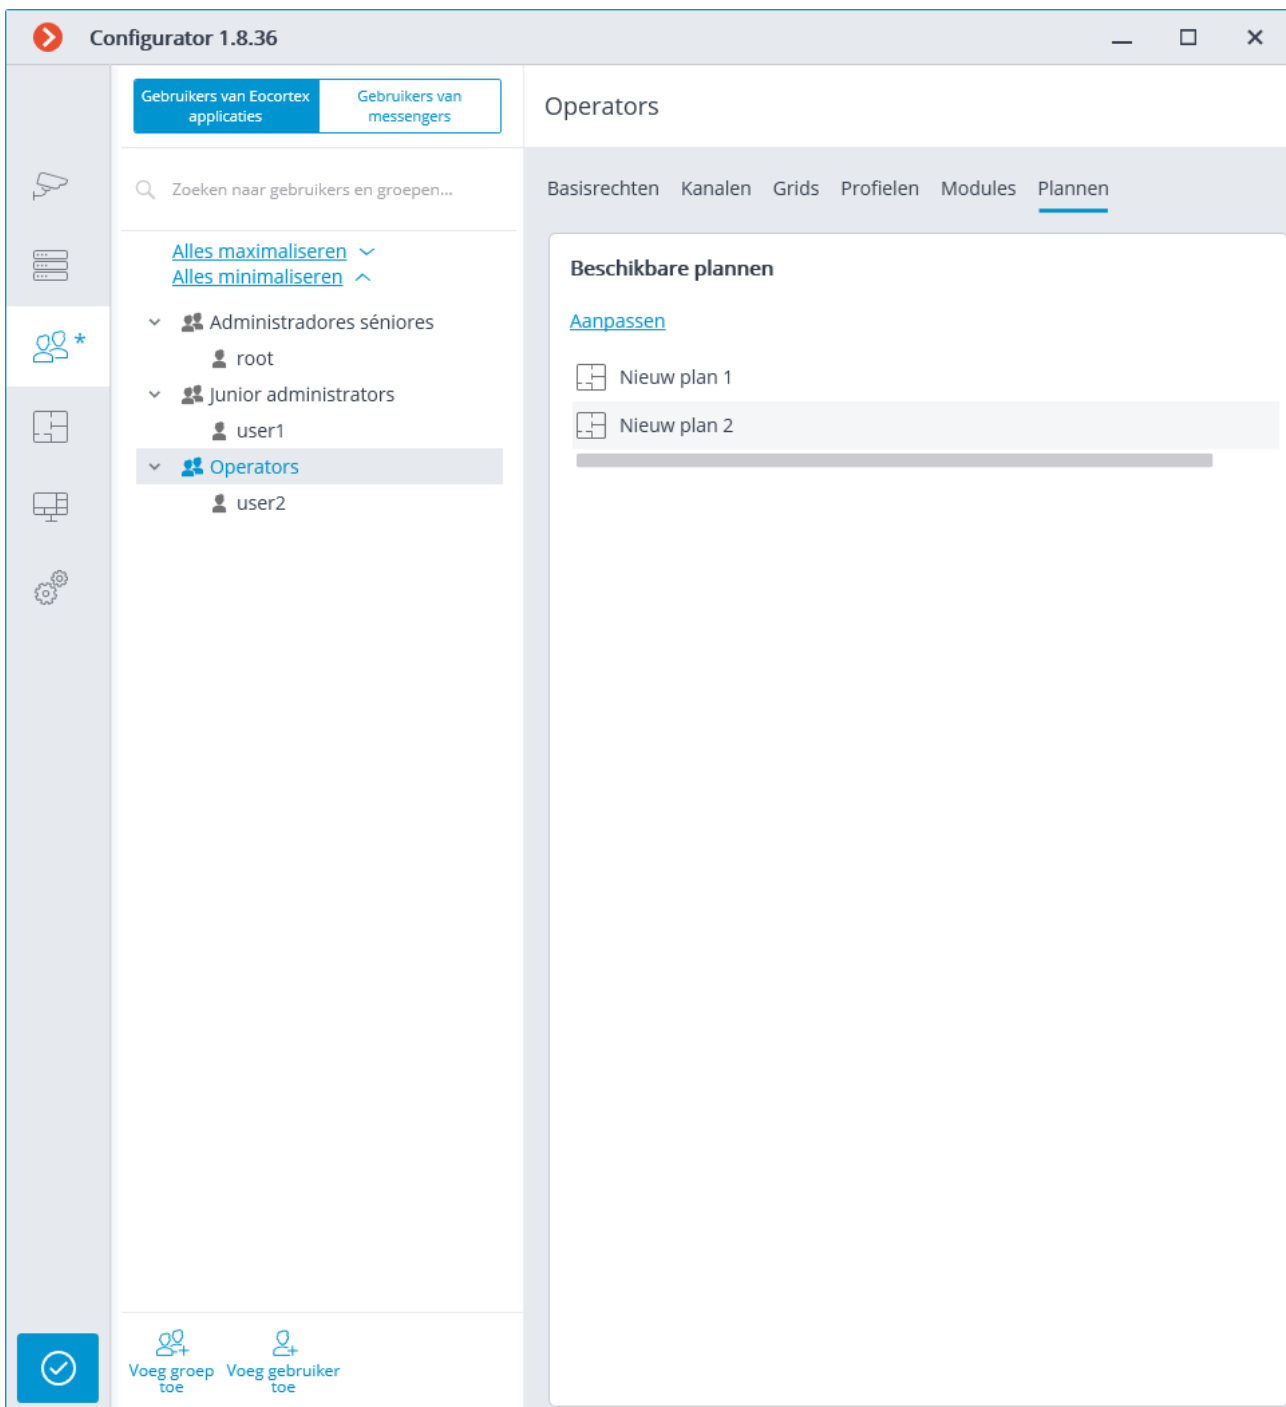 Configurator 1.8.36
Gebruikers van Eocortex
applicaties
Gebruikers van
messengers
Operators
Zoeken naar gebruikers en groepen...
Basisrechten Kanalen Grids Profielen Modules Plannen
Alles maximaliseren
Alles minimaliseren
Administradores séniores
root
Junior administrators
user1
Operators
user2
Beschikbare plannen
Aanpassen
Nieuw plan 1
Nieuw plan 2
Voeg groep
toe
Voeg gebruiker
toe